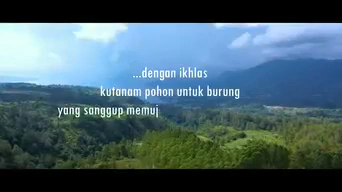 ...dengan ikhlas
kutanam pohon untuk burung
yang sanggup memuj